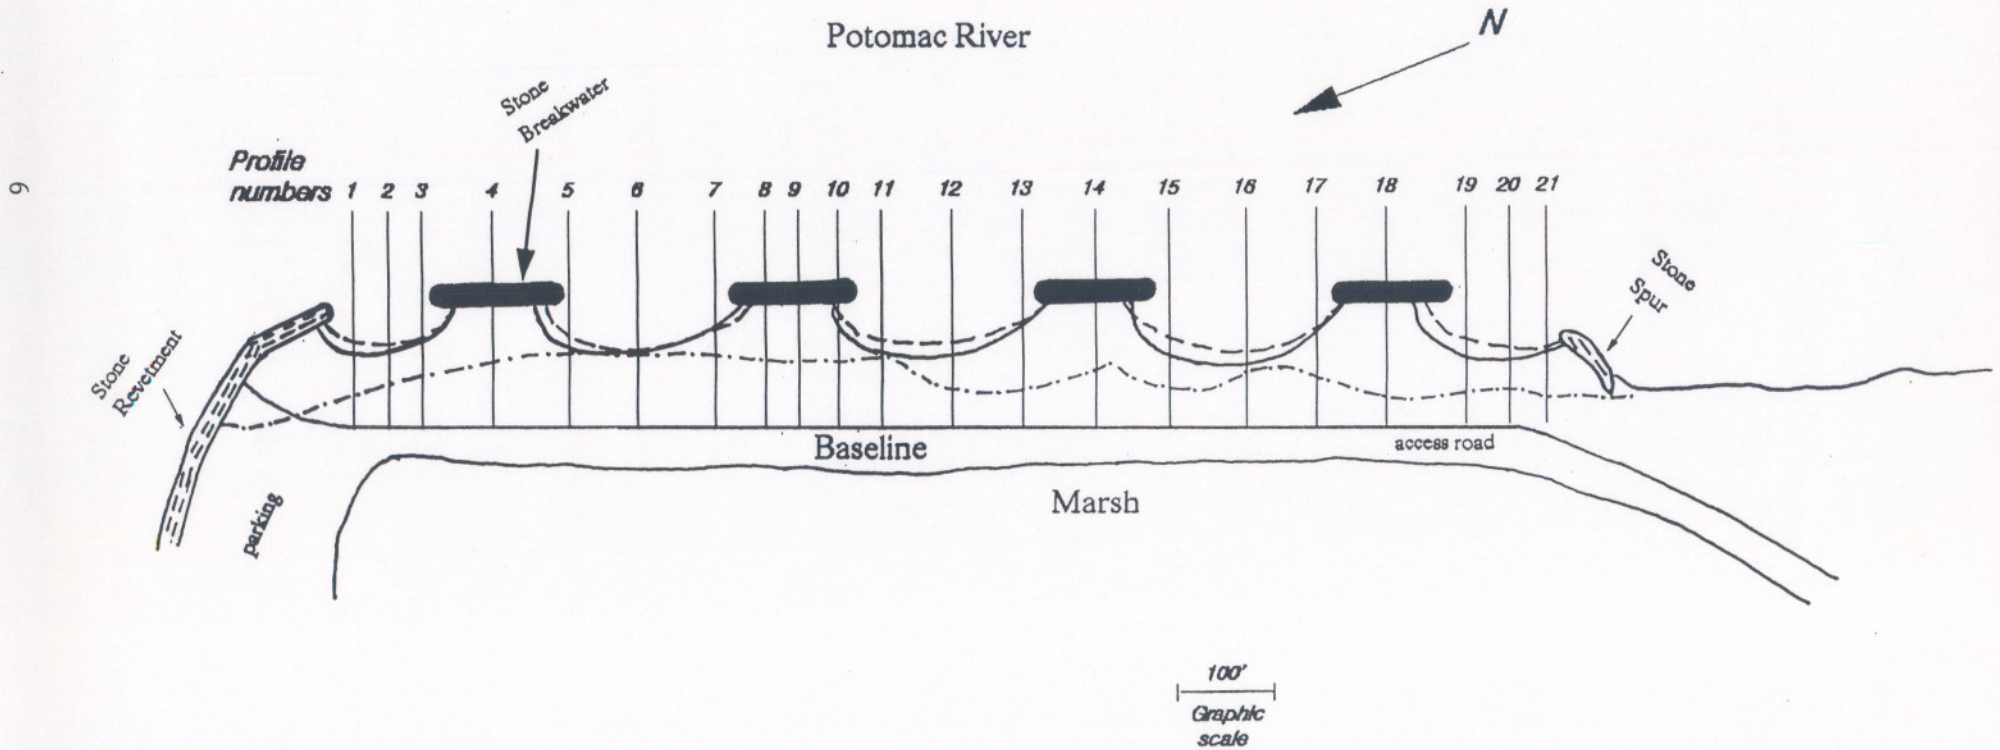 Potomac River
N
Stone
Breakwater
Profile
numbers 1 2 3 4 5 6 7 8 9 10 11 12 13 14 15 16 17 18 19 20 21
6
Stone
Spur
Stone
Revetment
Baseline
access road
Marsh
parking
100'
Graphic
scale